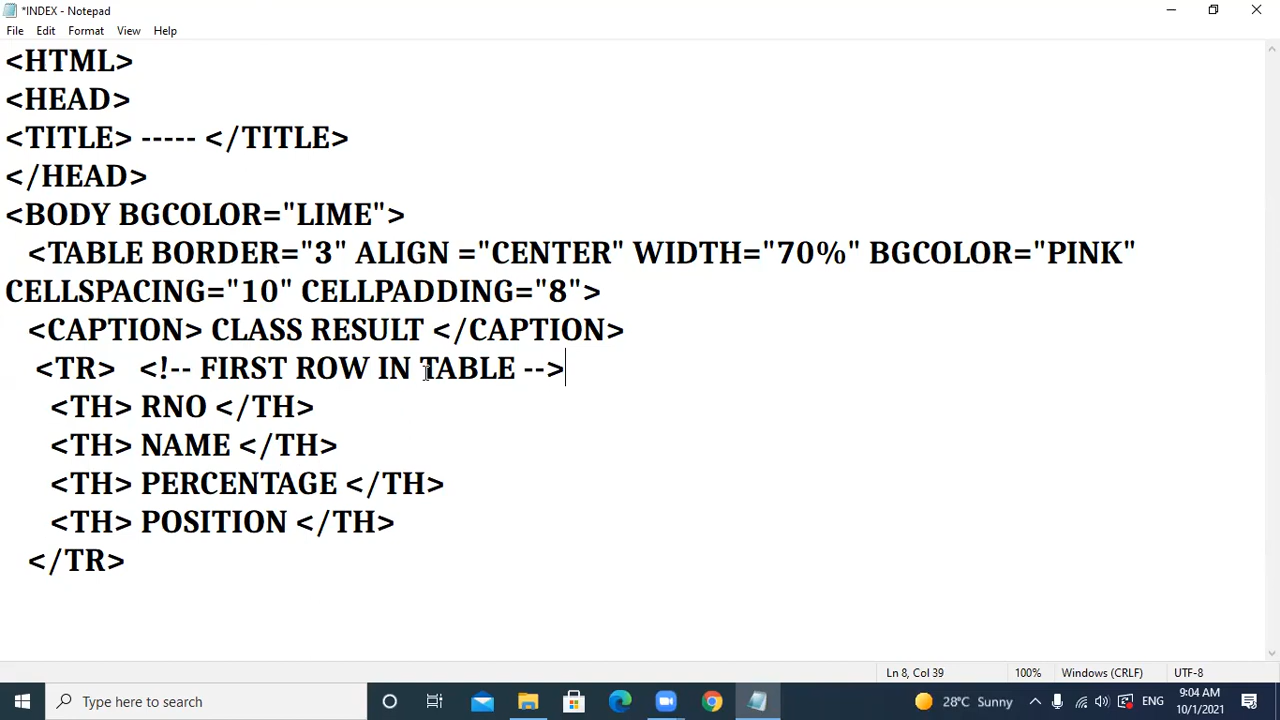 *INDEX - Notepad
File Edit Format View Help
<HTML>
<HEAD>
<TITLE> ----- </TITLE>
</HEAD>
<BODY BGCOLOR="LIME">
<TABLE BORDER="3" ALIGN ="CENTER" WIDTH="70%" BGCOLOR="PINK"
CELLSPACING="10" CELLPADDING="8">
<CAPTION> CLASS RESULT </CAPTION>
<TR> <!-- FIRST ROW IN TABLE -->
<TH> RNO </TH>
<TH> NAME </TH>
<TH> PERCENTAGE </TH>
<TH> POSITION </TH>
</TR>
Ln 8, Col 39 100% Windows (CRLF) UTF-8
Type here to search 28°C Sunny ENG 9:04 AM
10/1/2021